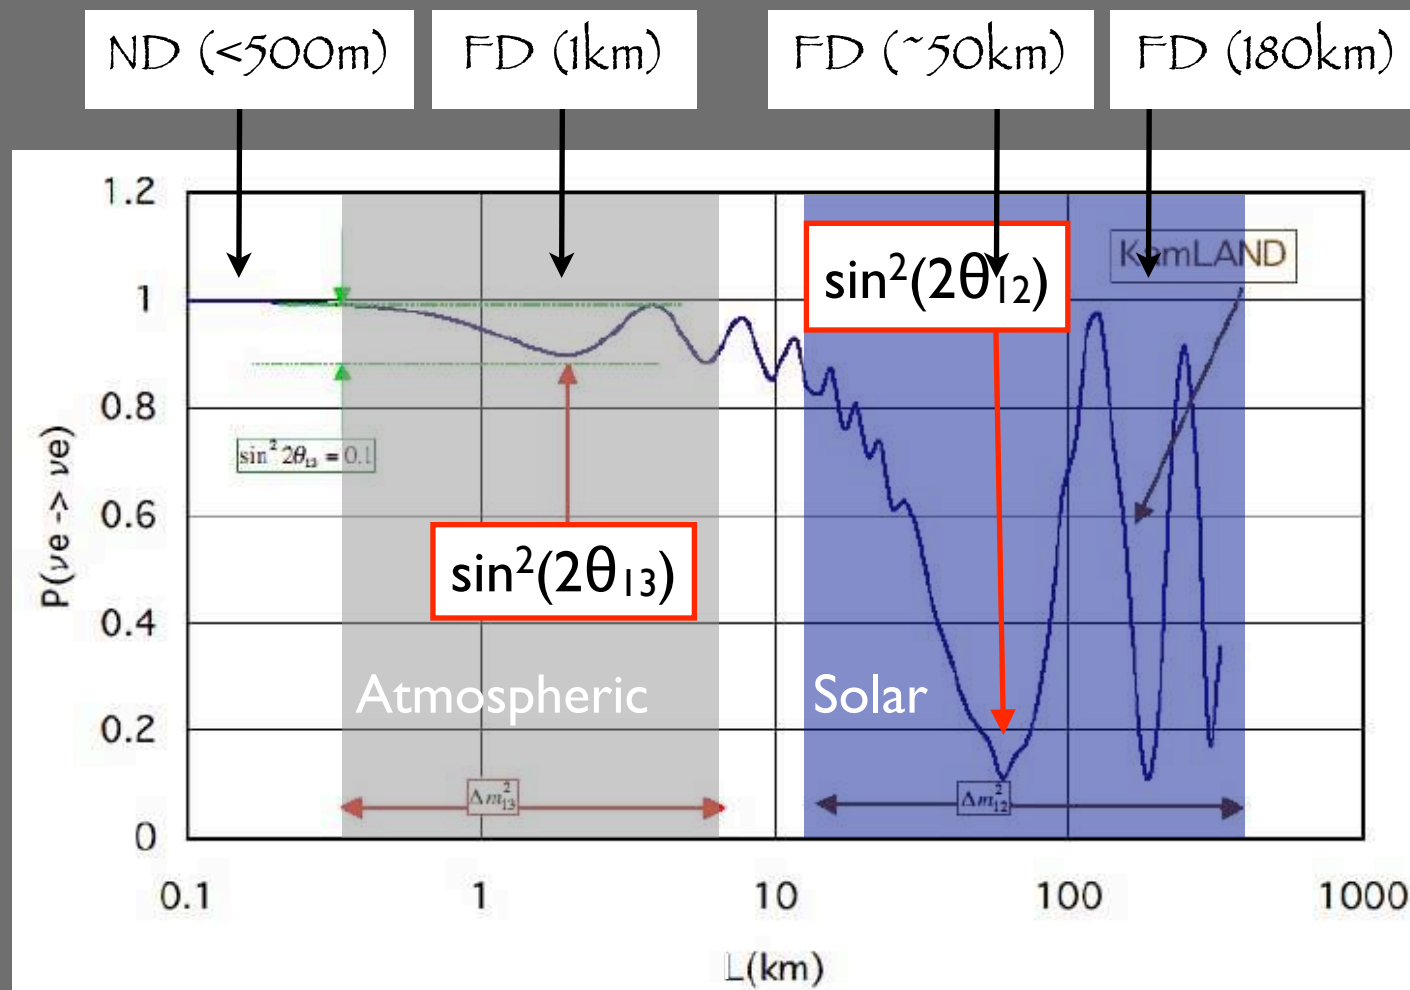 ND (<500m) FD (1km) FD (~50km) FD (180km)
1.2
1
0.8
0.6
0.4
0.2
0
P(νe -> νe)
KamLAND
sin²(2θ₁₂)
sin² 2θ₁₃ = 0.1
sin²(2θ₁₃)
Atmospheric Solar
Δm²₁₃ Δm²₁₂
0.1 1 10 100 1000
L(km)